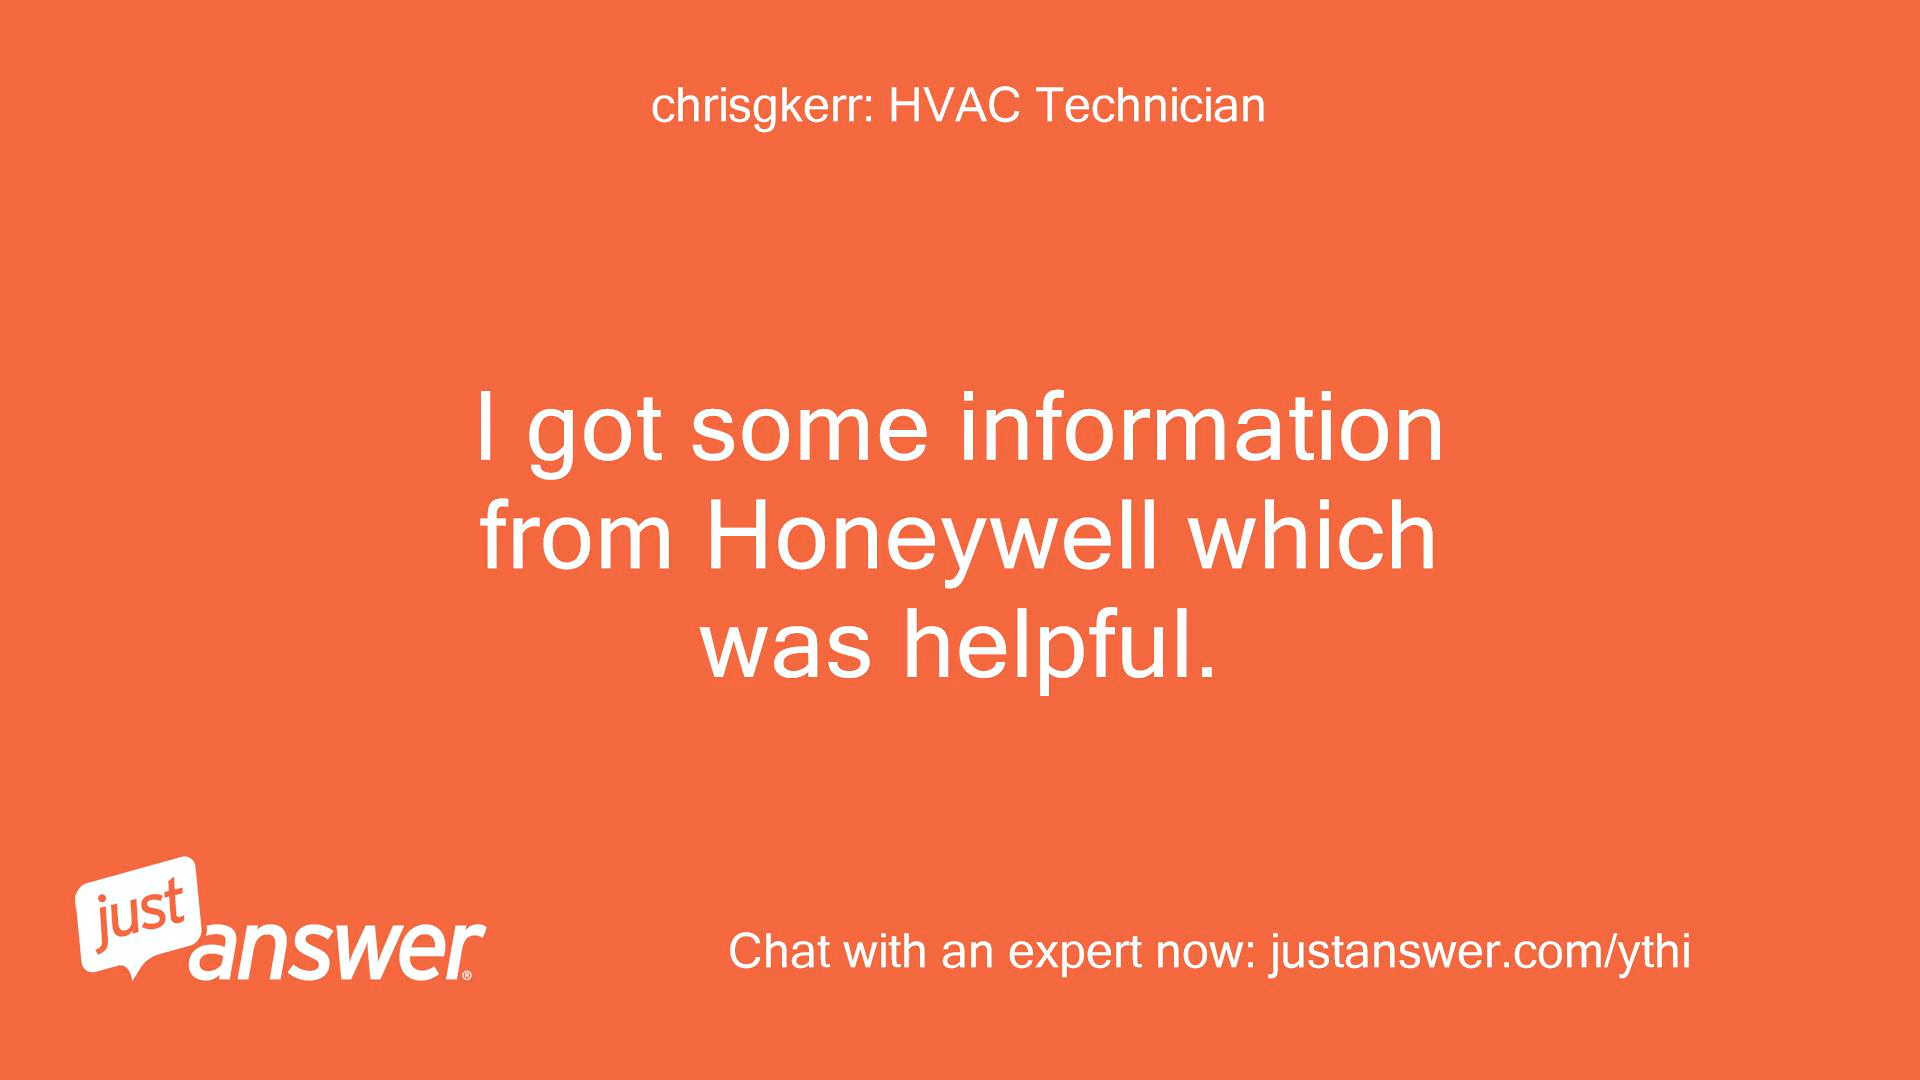 chrisgkerr: HVAC Technician
I got some information
from Honeywell which
was helpful.
just
answer®
Chat with an expert now: justanswer.com/ythi